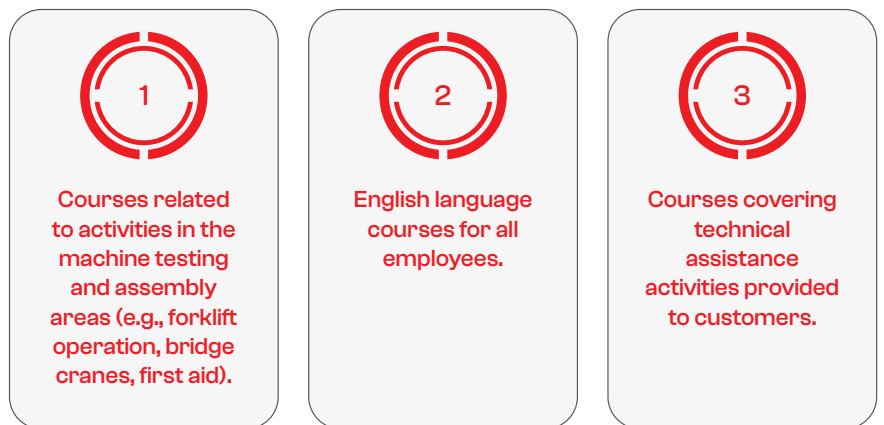 1
Courses related
to activities in the
machine testing
and assembly
areas (e.g., forklift
operation, bridge
cranes, first aid).
2
English language
courses for all
employees.
3
Courses covering
technical
assistance
activities provided
to customers.